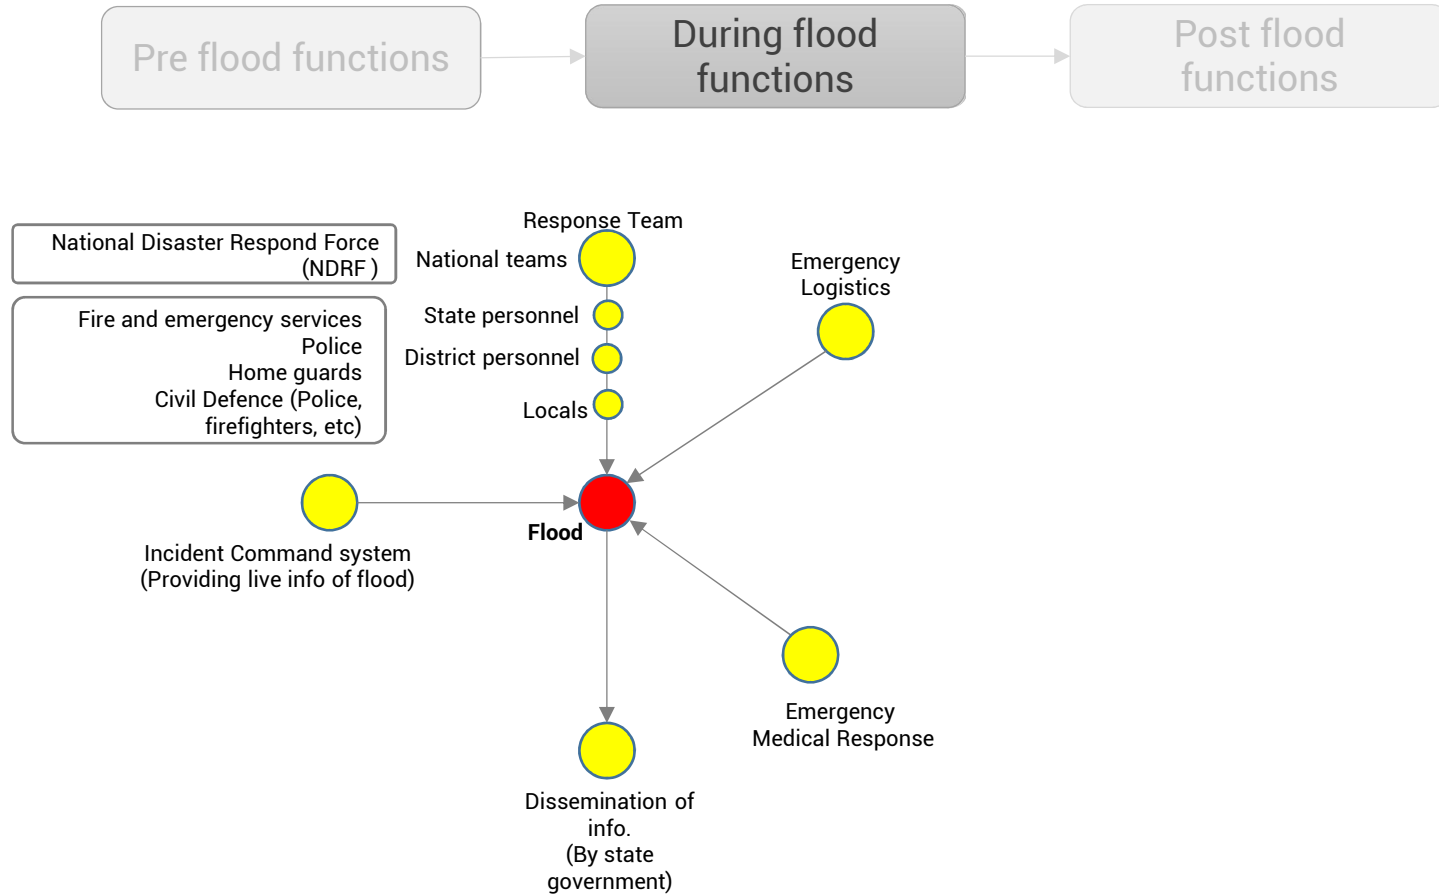 Pre flood functions
During flood
functions
Post flood
functions
Response Team
National Disaster Respond Force
(NDRF )
National teams
Emergency
Logistics
Fire and emergency services
Police
Home guards
Civil Defence (Police,
firefighters, etc)
State personnel
District personnel
Locals
Flood
Incident Command system
(Providing live info of flood)
Emergency
Medical Response
Dissemination of
info.
(By state
government)